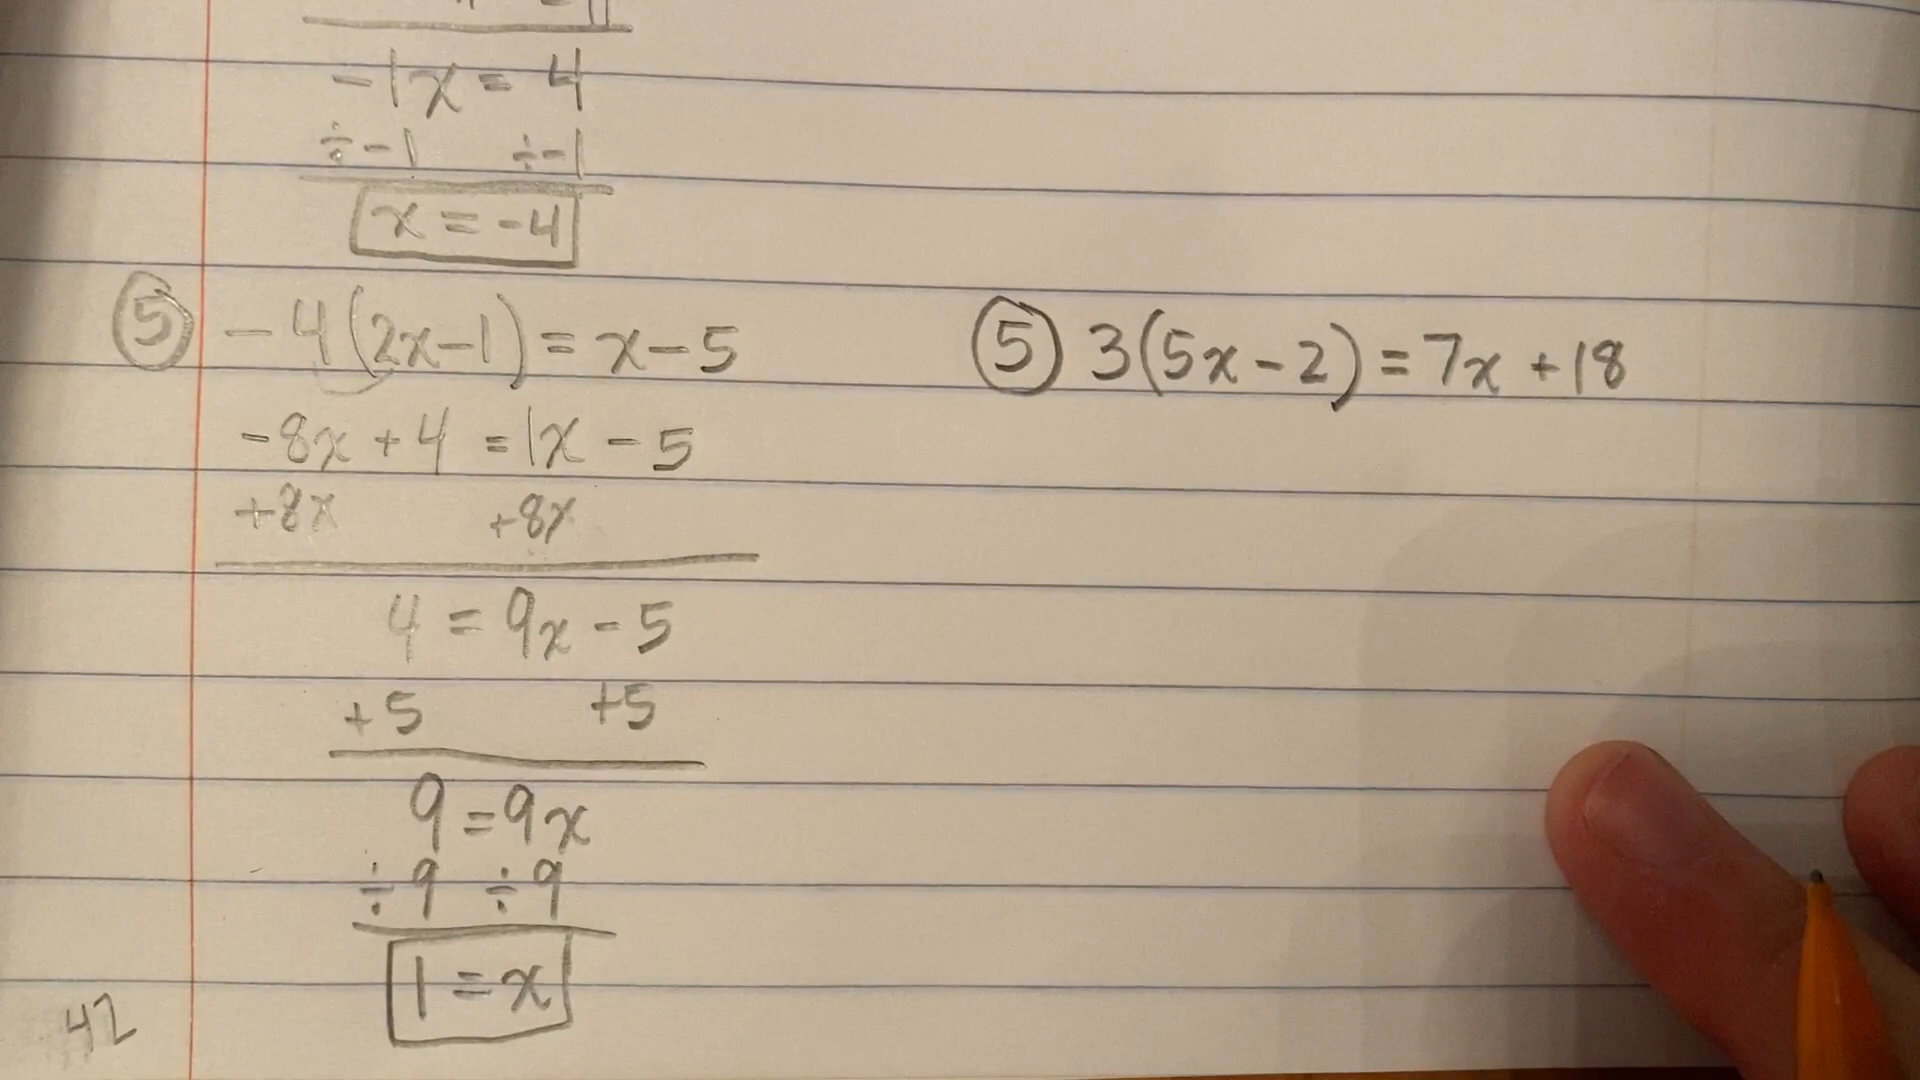 -1x = 4
÷-1 ÷-1
x = -4
⑤ -4(2x-1) = x-5
-8x + 4 = 1x - 5
+8x +8x
4 = 9x - 5
+5 +5
9 = 9x
÷9 ÷9
1 = x
42
⑤ 3(5x-2) = 7x + 18